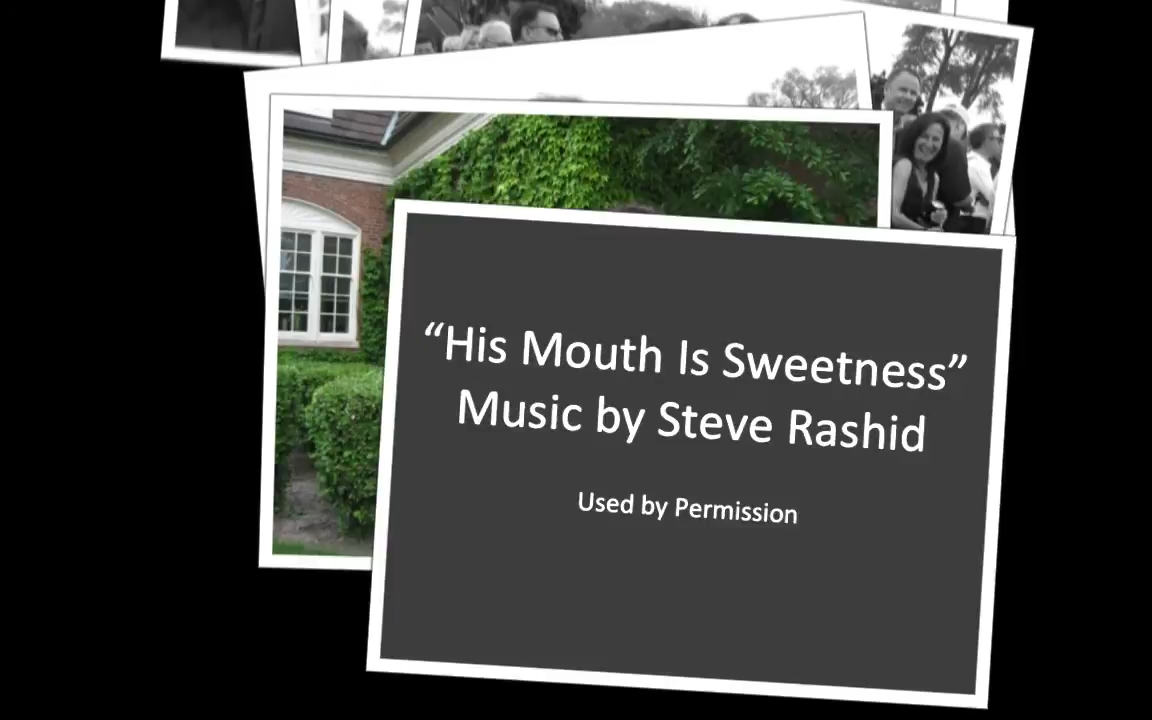 “His Mouth Is Sweetness”
Music by Steve Rashid
Used by Permission